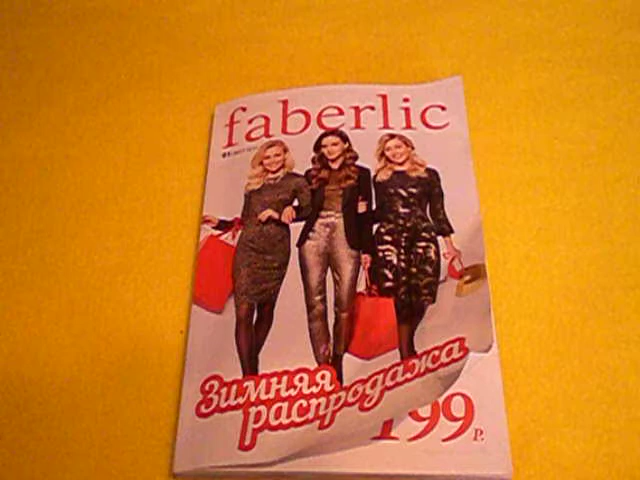 faberlic
Зимняя
распродажа
199 Р.